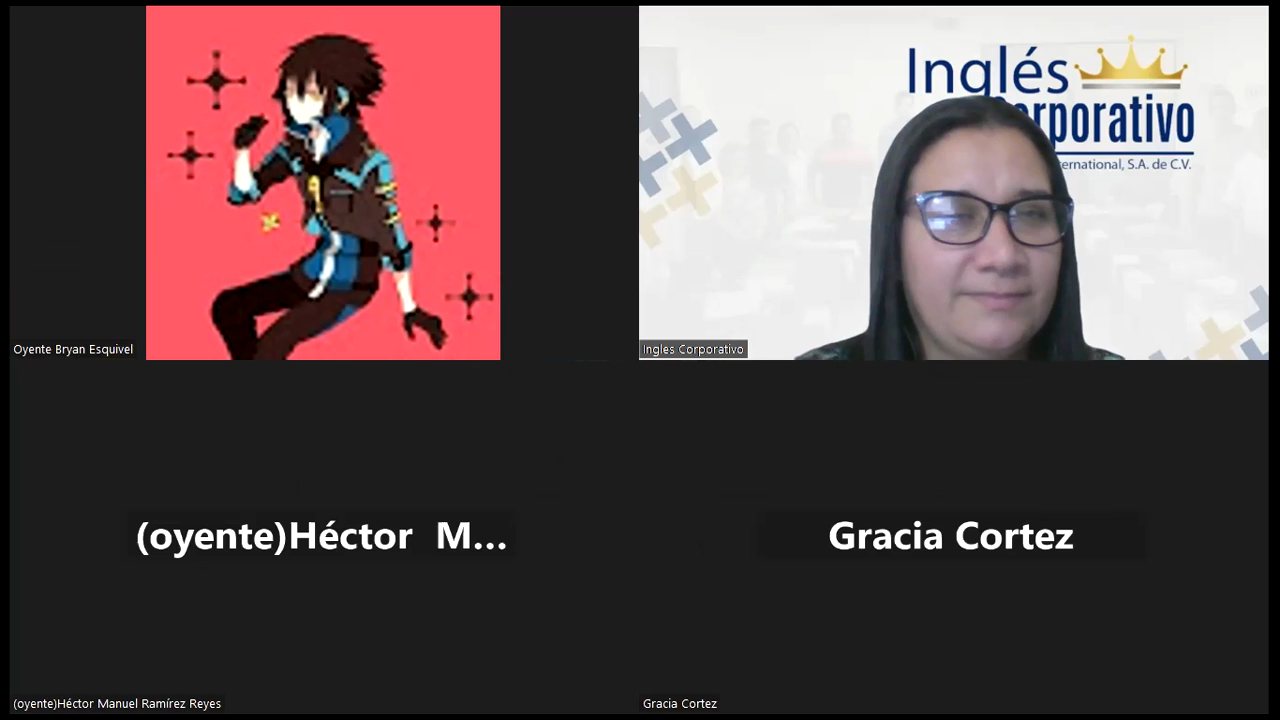 Inglés
Corporativo
ternational, S.A. de C.V.
Oyente Bryan Esquivel
Ingles Corporativo
(oyente)Héctor M...
Gracia Cortez
(oyente)Héctor Manuel Ramírez Reyes
Gracia Cortez